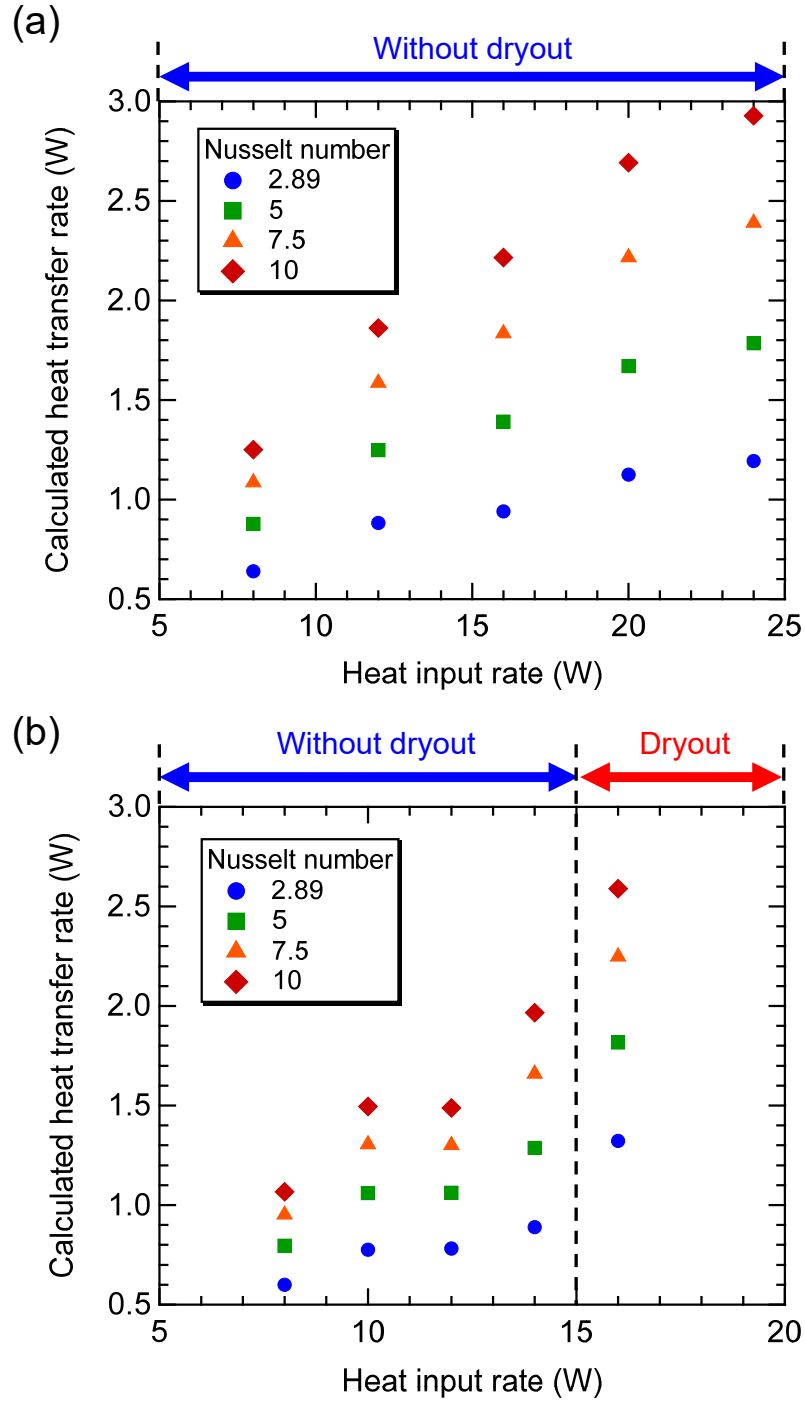 (a)
Without dryout
3.0
2.5
2.0
1.5
1.0
0.5
Calculated heat transfer rate (W)
Nusselt number
2.89
5
7.5
10
5 10 15 20 25
Heat input rate (W)
(b)
Without dryout Dryout
3.0
2.5
2.0
1.5
1.0
0.5
Calculated heat transfer rate (W)
Nusselt number
2.89
5
7.5
10
5 10 15 20
Heat input rate (W)